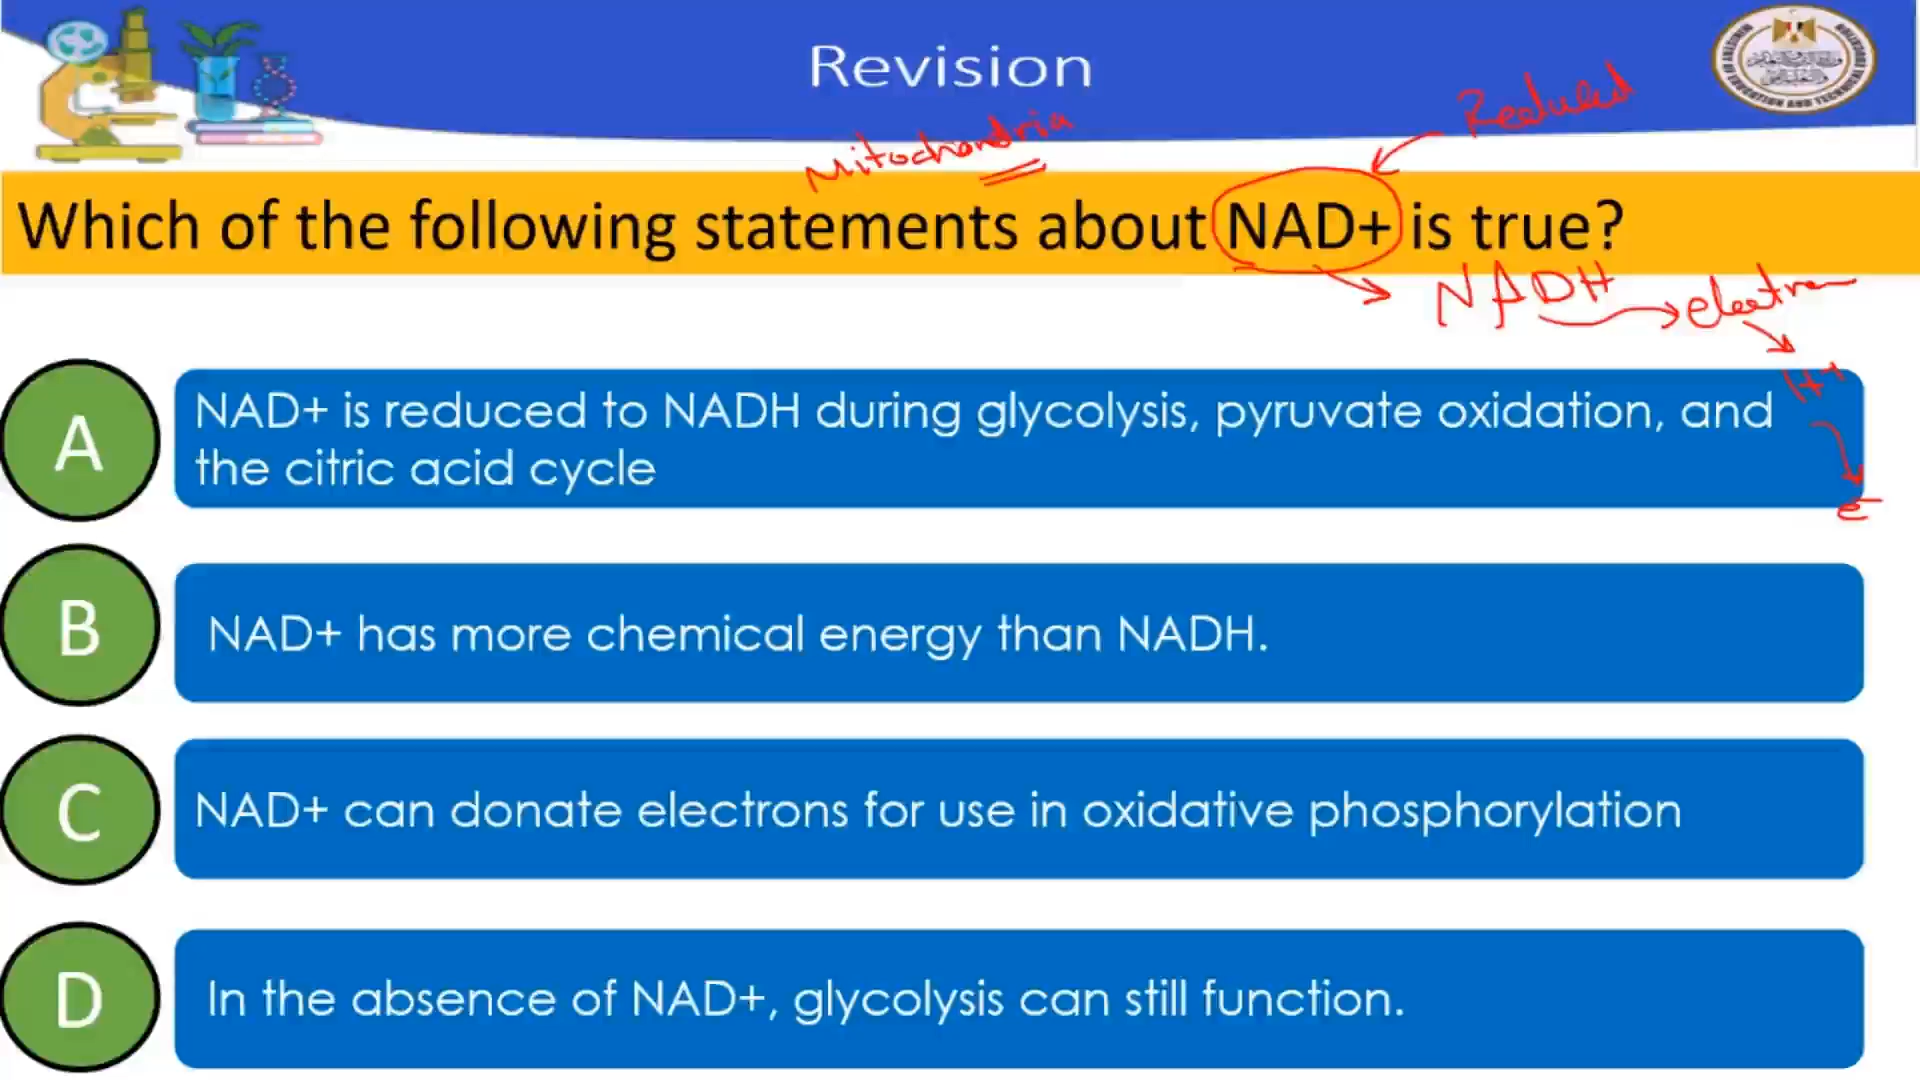 Revision
Reduced
Mitochondria
Which of the following statements about NAD+ is true?
NADH electron
H+
A
NAD+ is reduced to NADH during glycolysis, pyruvate oxidation, and
the citric acid cycle
e-
B
NAD+ has more chemical energy than NADH.
C
NAD+ can donate electrons for use in oxidative phosphorylation
D
In the absence of NAD+, glycolysis can still function.